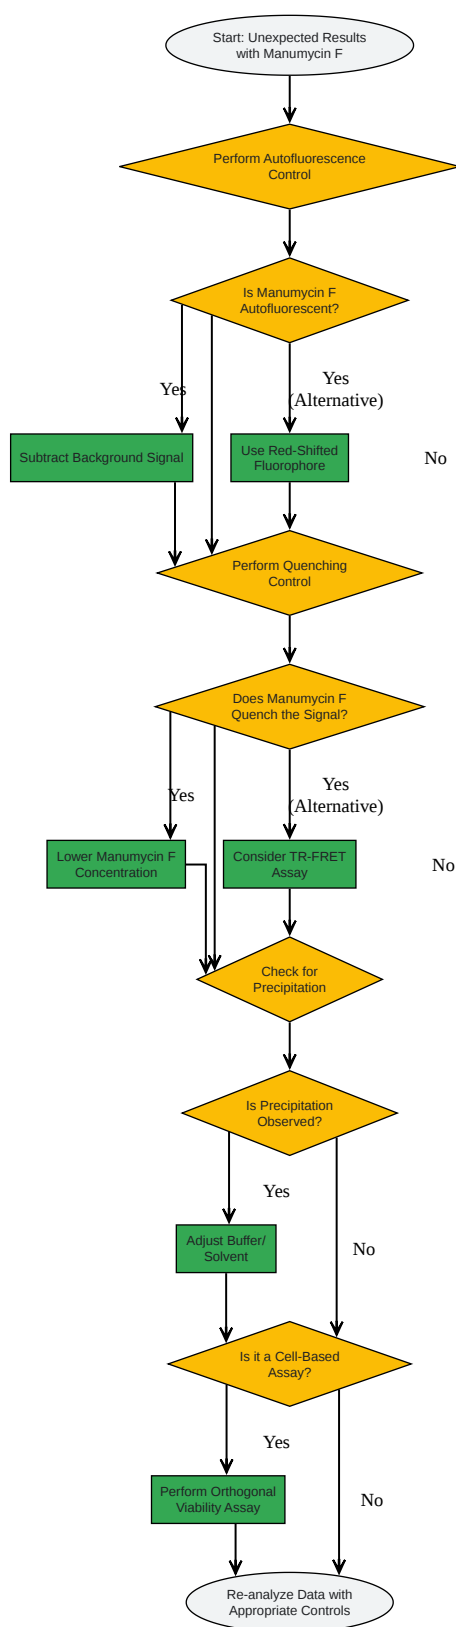 Start: Unexpected Results
with Manumycin F
Perform Autofluorescence
Control
Is Manumycin F
Autofluorescent?
Yes
Yes
(Alternative)
Subtract Background Signal
Use Red-Shifted
Fluorophore
No
Perform Quenching
Control
Does Manumycin F
Quench the Signal?
Yes
Yes
(Alternative)
Lower Manumycin F
Concentration
Consider TR-FRET
Assay
No
Check for
Precipitation
Is Precipitation
Observed?
Yes
Adjust Buffer/
Solvent
No
Is it a Cell-Based
Assay?
Yes
Perform Orthogonal
Viability Assay
No
Re-analyze Data with
Appropriate Controls